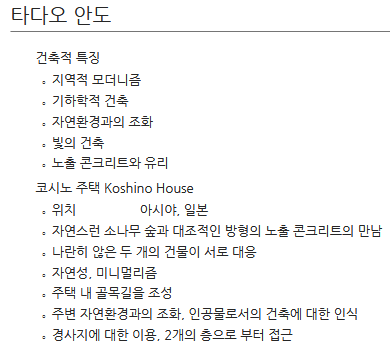 타다오 안도
건축적 특징
◦ 지역적 모더니즘
◦ 기하학적 건축
◦ 자연환경과의 조화
◦ 빛의 건축
◦ 노출 콘크리트와 유리
코시노 주택 Koshino House
◦ 위치 아시야, 일본
◦ 자연스런 소나무 숲과 대조적인 방형의 노출 콘크리트의 만남
◦ 나란히 않은 두 개의 건물이 서로 대응
◦ 자연성, 미니멀리즘
◦ 주택 내 골목길을 조성
◦ 주변 자연환경과의 조화, 인공물로서의 건축에 대한 인식
◦ 경사지에 대한 이용, 2개의 층으로 부터 접근